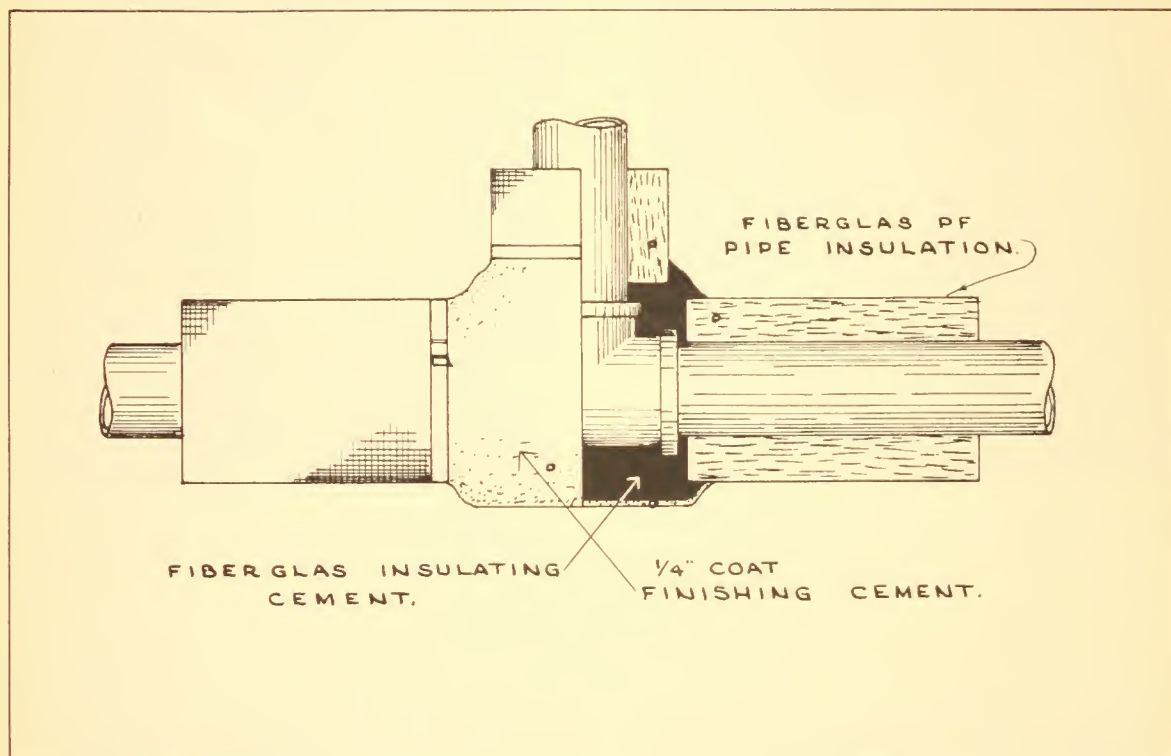 FIBERGLAS PF
PIPE INSULATION.
FIBERGLAS INSULATING
CEMENT.
1/4" COAT
FINISHING CEMENT.